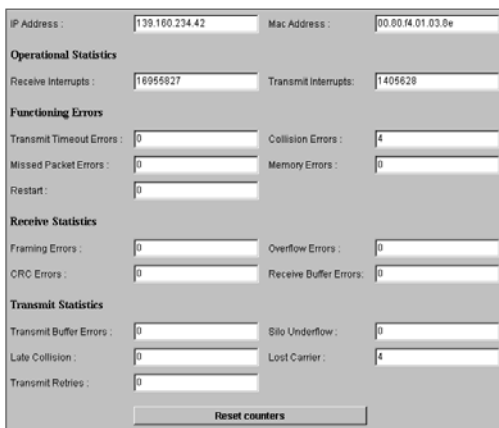 IP Address : 139.160.234.42 Mac Address : 00.80.f4.01.03.8e
Operational Statistics
Receive Interrupts : 16955827 Transmit Interrupts: 1405628
Functioning Errors
Transmit Timeout Errors : 0 Collision Errors : 4
Missed Packet Errors : 0 Memory Errors : 0
Restart : 0
Receive Statistics
Framing Errors : 0 Overflow Errors : 0
CRC Errors : 0 Receive Buffer Errors: 0
Transmit Statistics
Transmit Buffer Errors : 0 Silo Underflow : 0
Late Collision : 0 Lost Carrier : 4
Transmit Retries : 0
Reset counters